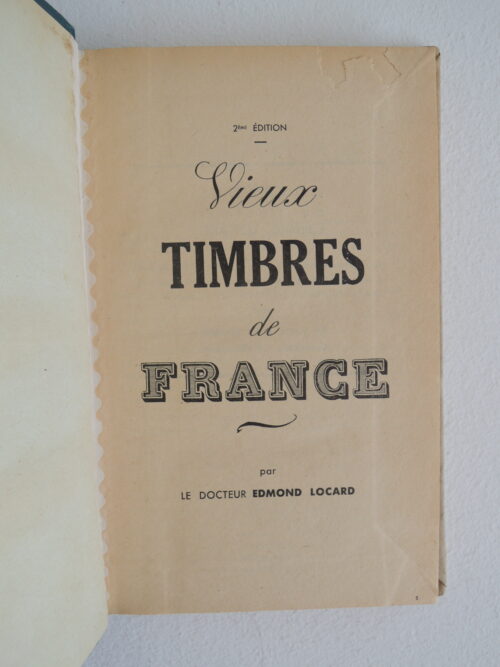 2ème ÉDITION
Vieux
TIMBRES
de
FRANCE
par
LE DOCTEUR EDMOND LOCARD